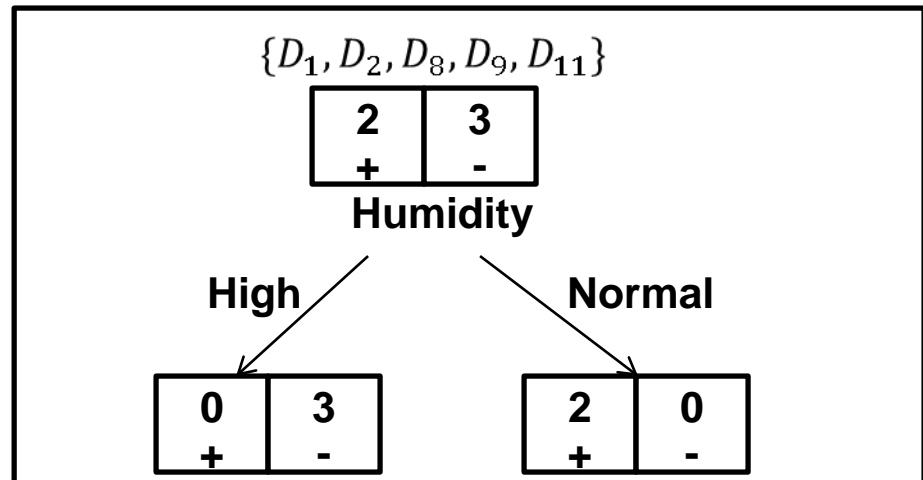 {D₁, D₂, D₈, D₉, D₁₁}
2 3
+ -
Humidity
High Normal
0 3 2 0
+ - + -